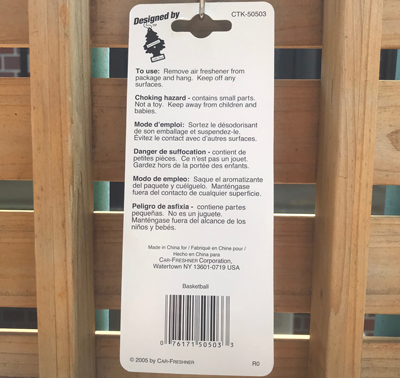 Designed by
CTK-50503
To use: Remove air freshener from
package and hang. Keep off any
surfaces.
Choking hazard - contains small parts.
Not a toy. Keep away from children and
babies.
Mode d'emploi: Sortez le désodorisant
de son emballage et suspendez-le.
Évitez le contact avec d'autres surfaces.
Danger de suffocation - contient de
petites pièces. Ce n'est pas un jouet.
Gardez hors de la portée des enfants.
Modo de empleo: Saque el aromatizante
del paquete y cuélguelo. Manténgase
fuera del contacto de cualquier superficie.
Peligro de asfixia - contiene partes
pequeñas. No es un juguete.
Manténgase fuera del alcance de los
niños y bebés.
Made in China for / Fabriqué en Chine pour /
Hecho en China para
CAR-FRESHNER Corporation,
Watertown NY 13601-0719 USA
Basketball
0 76171 50503 3
© 2005 by CAR-FRESHNER
R0